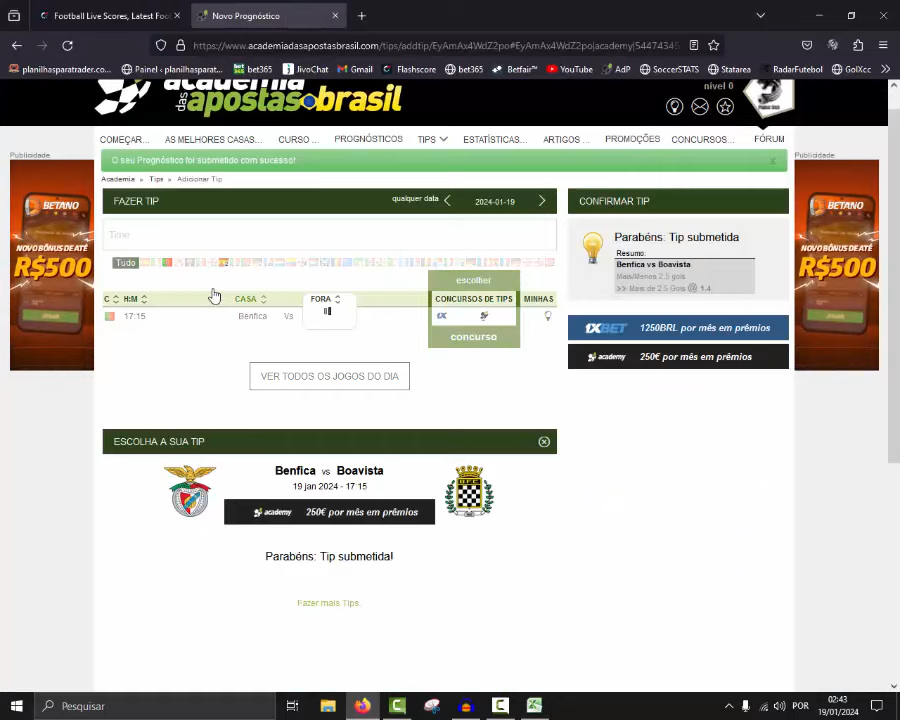 Football Live Scores, Latest Foot
Novo Prognóstico
https://www.academiadasapostasbrasil.com/tips/addtip/EyAmAx4WdZ2po#EyAmAx4WdZ2po|academy|54474345
planilhasparatrader.co...
Painel ‹ planilhasparat...
bet365
JivoChat
Gmail
Flashscore
bet365
Betfair™
YouTube
AdP
SoccerSTATS
Statarea
RadarFutebol
GolXcc
academia
das apostas brasil
nível 0
COMEÇAR...
AS MELHORES CASAS...
CURSO ...
PROGNÓSTICOS
TIPS
ESTATÍSTICAS...
ARTIGOS ...
PROMOÇÕES
CONCURSOS...
FÓRUM
O seu Prognóstico foi submetido com sucesso!
x
Publicidade
Publicidade
Academia » Tips » Adicionar Tip
FAZER TIP
qualquer data
2024-01-19
CONFIRMAR TIP
Time
Tudo
BETANO
NOVO BÔNUS DE ATÉ
R$500
BETANO
NOVO BÔNUS DE ATÉ
R$500
Parabéns: Tip submetida
Resumo:
Benfica vs Boavista
Mais/Menos 2.5 gols
>> Mais de 2.5 Gols @ 1.4
escolher
C
H:M
CASA
FORA
CONCURSOS DE TIPS
MINHAS
17:15
Benfica
Vs
1X
concurso
1XBET 1250BRL por mês em prêmios
academy 250€ por mês em prêmios
VER TODOS OS JOGOS DO DIA
ESCOLHA A SUA TIP
Benfica vs Boavista
19 jan 2024 - 17:15
academy 250€ por mês em prêmios
Parabéns: Tip submetida!
Fazer mais Tips.
Pesquisar
POR
02:43
19/01/2024